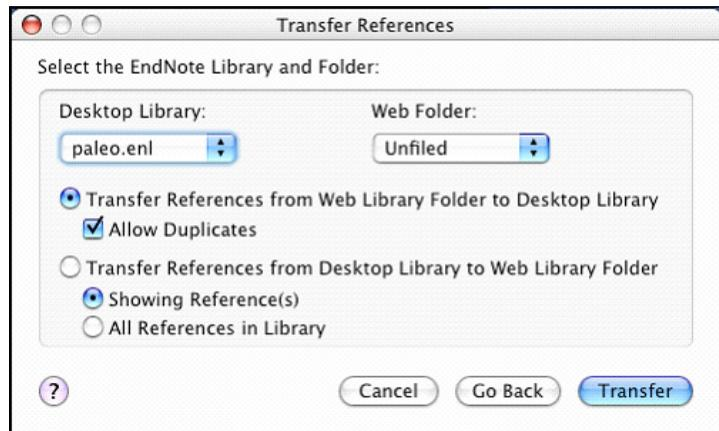 Transfer References
Select the EndNote Library and Folder:
Desktop Library: Web Folder:
paleo.enl Unfiled
Transfer References from Web Library Folder to Desktop Library
Allow Duplicates
Transfer References from Desktop Library to Web Library Folder
Showing Reference(s)
All References in Library
? Cancel Go Back Transfer